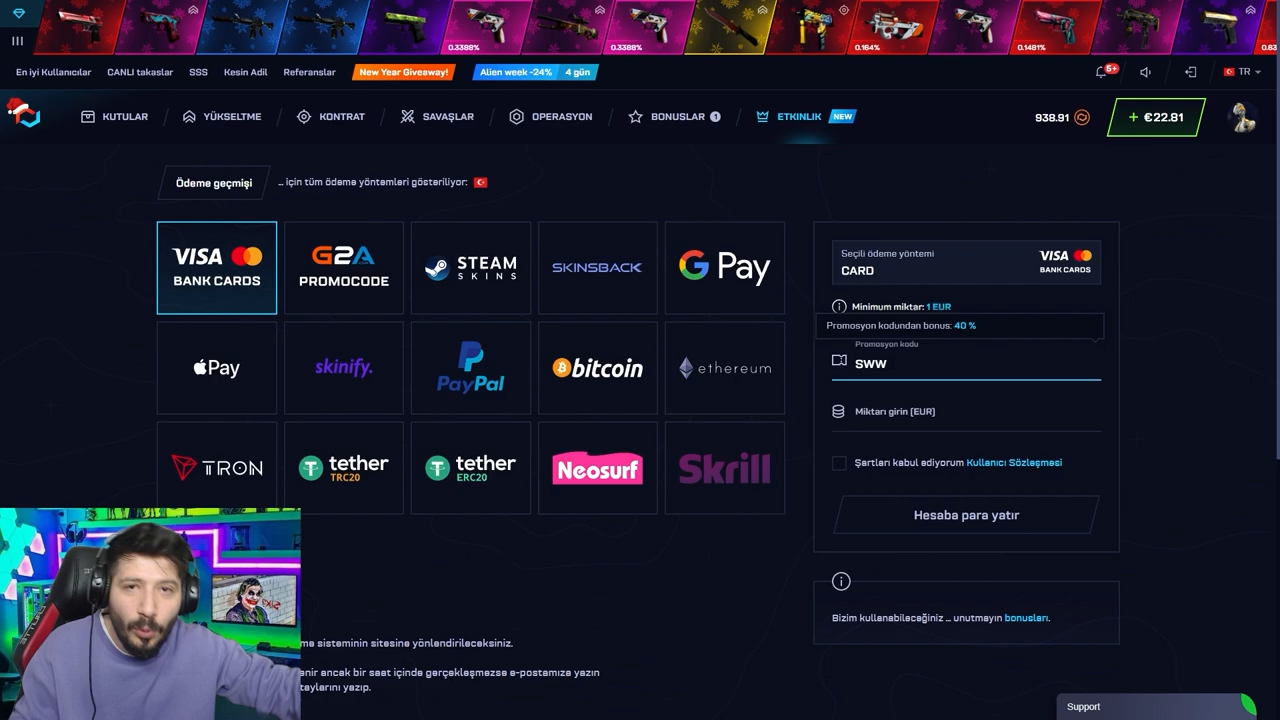 0.3388%
0.3388%
0.164%
0.1481%
En iyi Kullanıcılar
CANLI takaslar
SSS
Kesin Adil
Referanslar
New Year Giveaway!
Alien week -24%
4 gün
5+
TR
KUTULAR
YÜKSELTME
KONTRAT
SAVAŞLAR
OPERASYON
BONUSLAR 1
ETKINLIK NEW
938.91
+ €22.81
Ödeme geçmişi
... için tüm ödeme yöntemleri gösteriliyor:
VISA
BANK CARDS
G2A
PROMOCODE
STEAM
SKINS
SKINSBACK
G Pay
Pay
skinify.
PayPal
bitcoin
ethereum
TRON
tether
TRC20
tether
ERC20
Neosurf
Skrill
Seçili ödeme yöntemi
CARD
VISA
BANK CARDS
Minimum miktar: 1 EUR
Promosyon kodundan bonus: 40 %
Promosyon kodu
SWW
Miktarı girin (EUR)
Şartları kabul ediyorum Kullanıcı Sözleşmesi
Hesaba para yatır
Bizim kullanabileceğiniz ... unutmayın bonusları.
me sisteminin sitesine yönlendirileceksiniz.
enir ancak bir saat içinde gerçekleşmezse e-postamıza yazın
taylarını yazıp.
Support